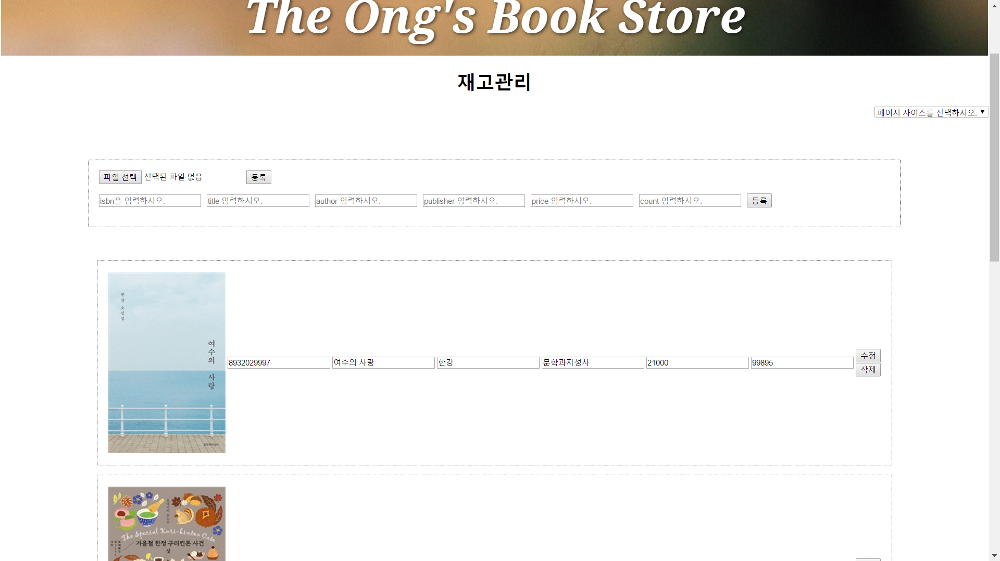 The Ong's Book Store
재고관리
페이지 사이즈를 선택하시오.
파일 선택 선택된 파일 없음 등록
isbn을 입력하시오. title 입력하시오. author 입력하시오. publisher 입력하시오. price 입력하시오. count 입력하시오. 등록
한강 소설집
여수의 사랑
문학과지성사
8932029997 여수의 사랑 한강 문학과지성사 21000 99895
수정
삭제
The Special Kuri-kinton Case
가을철 한정 구리킨톤 사건
상